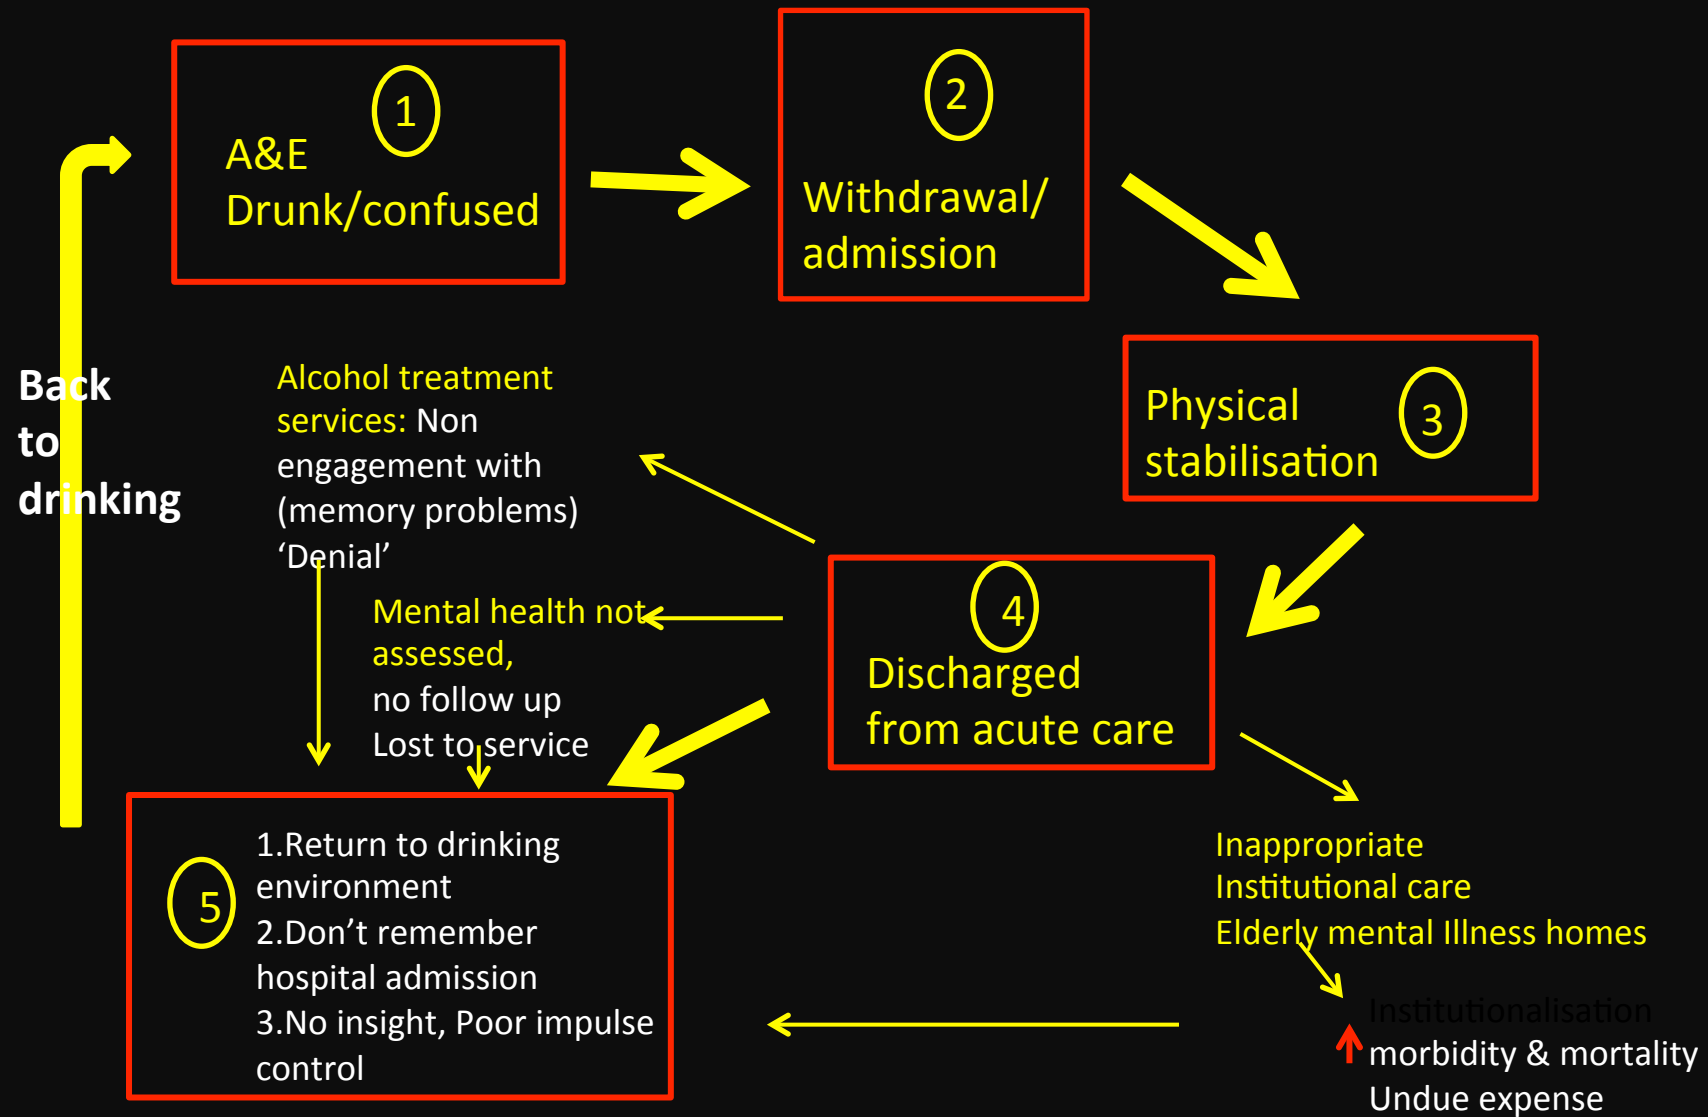 1
A&E
Drunk/confused
2
Withdrawal/
admission
Physical
stabilisation
3
Back
to
drinking
Alcohol treatment
services: Non
engagement with
(memory problems)
‘Denial’
Mental health not
assessed,
no follow up
Lost to service
4
Discharged
from acute care
5
1.Return to drinking
environment
2.Don’t remember
hospital admission
3.No insight, Poor impulse
control
Inappropriate
Institutional care
Elderly mental Illness homes
Institutionalisation
morbidity & mortality
Undue expense